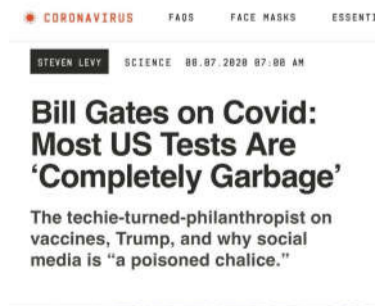 CORONAVIRUS FAQS FACE MASKS ESSENTI
STEVEN LEVY SCIENCE 08.07.2020 07:00 AM
Bill Gates on Covid:
Most US Tests Are
‘Completely Garbage’
The techie-turned-philanthropist on
vaccines, Trump, and why social
media is “a poisoned chalice.”